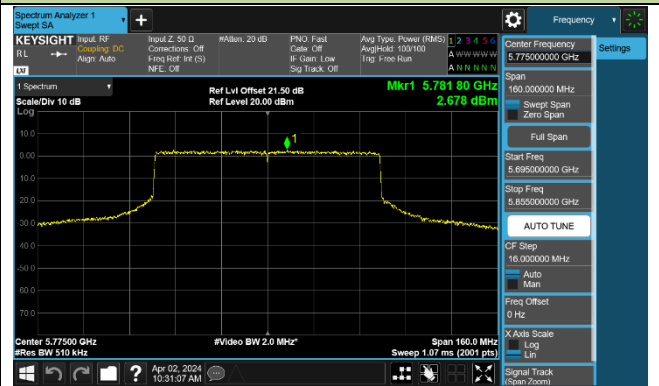 Spectrum Analyzer 1
Swept SA
Frequency
KEYSIGHT
RL
LXI
Input: RF
Coupling: DC
Align: Auto
Input Z: 50 Ω
Corrections: Off
Freq Ref: Int (S)
NFE: Off
#Atten: 20 dB
PNO: Fast
Gate: Off
IF Gain: Low
Sig Track: Off
Avg Type: Power (RMS)
Avg|Hold: 100/100
Trig: Free Run
1 2 3 4 5 6
A W W W W W
A N N N N N
1 Spectrum
Scale/Div 10 dB
Log
Ref Lvl Offset 21.50 dB
Ref Level 20.00 dBm
Mkr1 5.781 80 GHz
2.678 dBm
1
10.0
0.00
-10.0
-20.0
-30.0
-40.0
-50.0
-60.0
-70.0
Center 5.77500 GHz
#Res BW 510 kHz
#Video BW 2.0 MHz*
Span 160.0 MHz
Sweep 1.07 ms (2001 pts)
Apr 02, 2024
10:31:07 AM
Center Frequency
5.775000000 GHz
Settings
Span
160.000000 MHz
Swept Span
Zero Span
Full Span
Start Freq
5.695000000 GHz
Stop Freq
5.855000000 GHz
AUTO TUNE
CF Step
16.000000 MHz
Auto
Man
Freq Offset
0 Hz
X Axis Scale
Log
Lin
Signal Track
(Span Zoom)